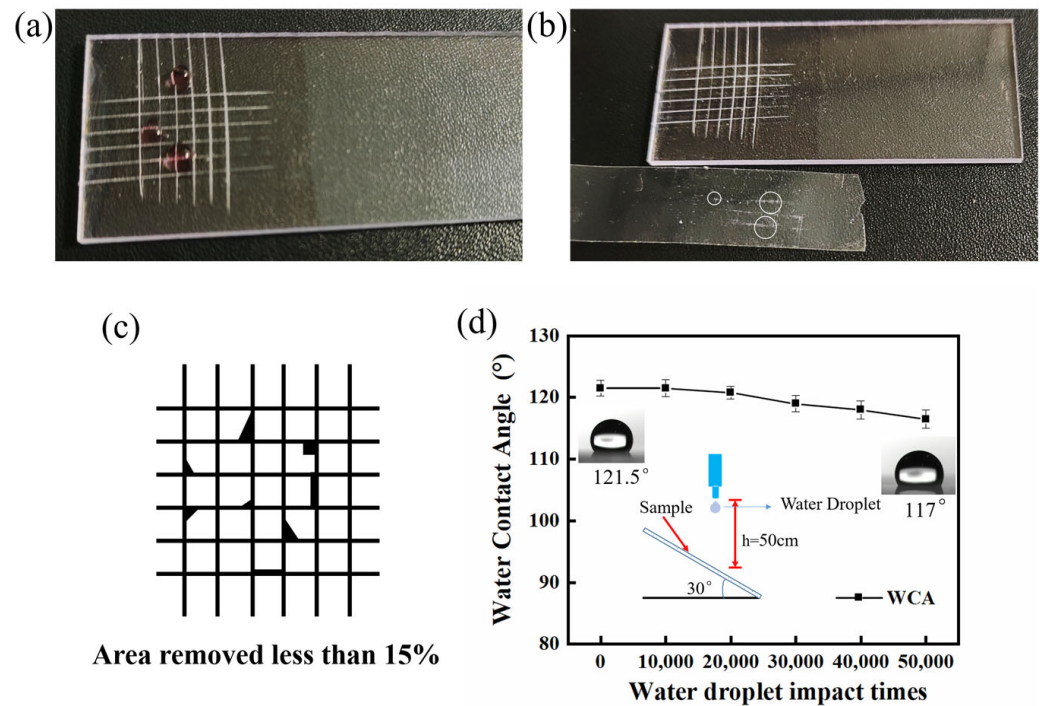 (a)
(b)
(c)
Area removed less than 15%
(d)
Water Contact Angle (°)
130
120
110
100
90
80
121.5°
117°
Sample
Water Droplet
h=50cm
30°
WCA
0 10,000 20,000 30,000 40,000 50,000
Water droplet impact times